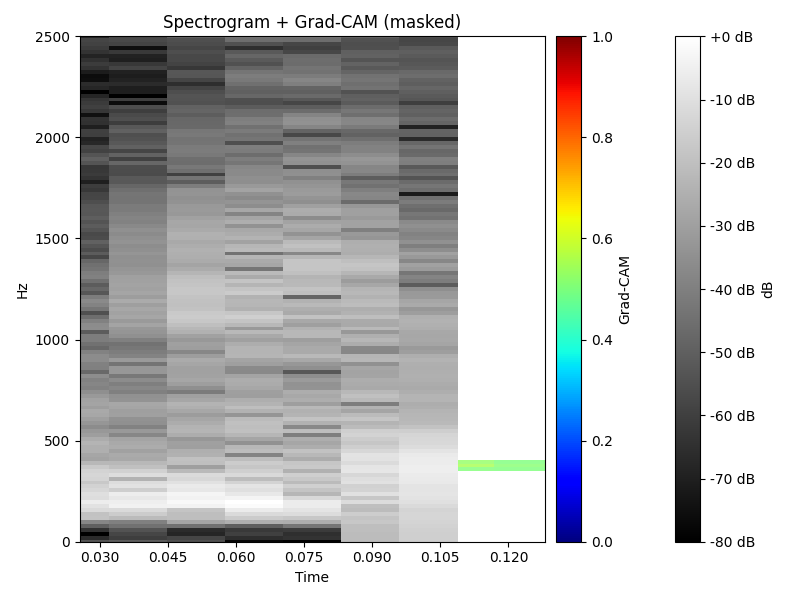 Spectrogram + Grad-CAM (masked)
2500
2000
1500
1000
500
0
Hz
0.030 0.045 0.060 0.075 0.090 0.105 0.120
Time
1.0
0.8
0.6
0.4
0.2
0.0
Grad-CAM
+0 dB
-10 dB
-20 dB
-30 dB
-40 dB
-50 dB
-60 dB
-70 dB
-80 dB
dB